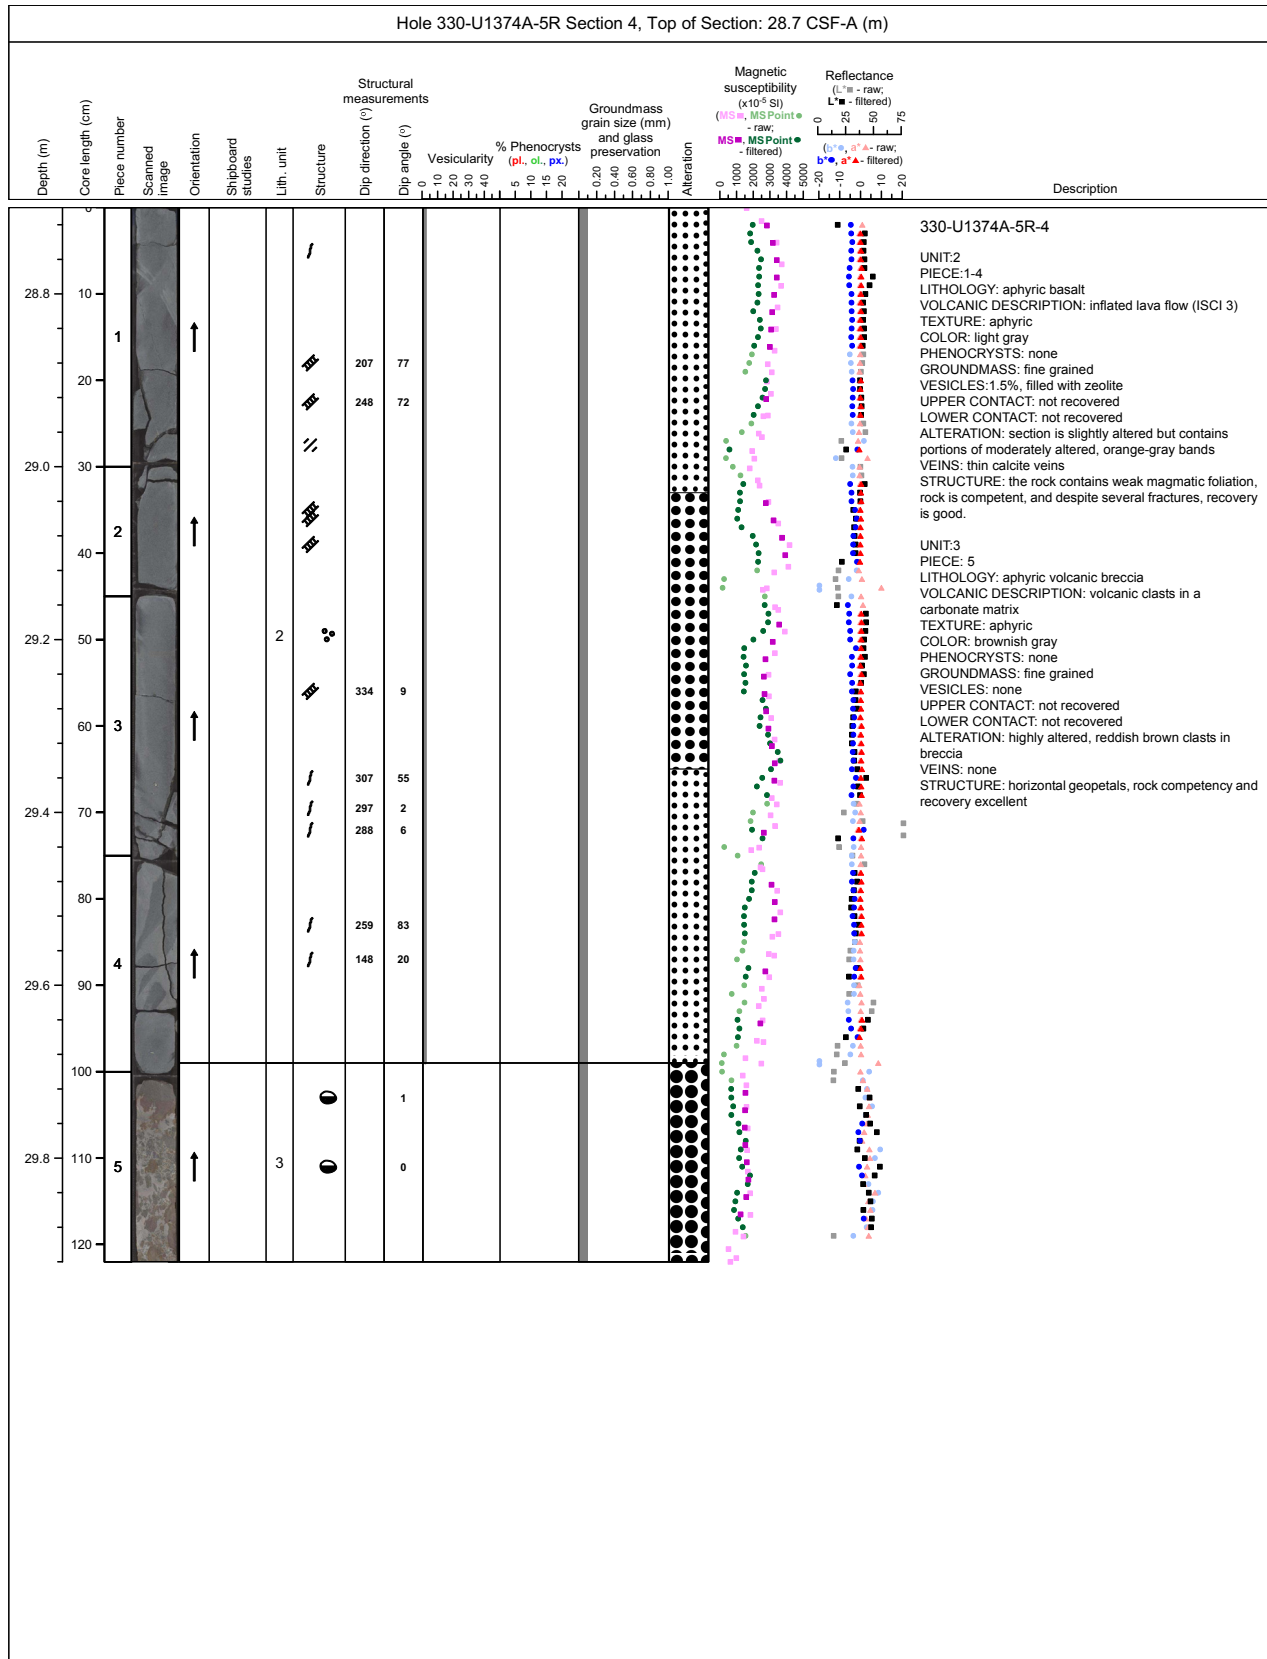 Hole 330-U1374A-5R Section 4, Top of Section: 28.7 CSF-A (m)
Depth (m)
Core length (cm)
Piece number
Scanned
image
Orientation
Shipboard
studies
Lith. unit
Structure
Structural
measurements
Dip direction (°)
Dip angle (°)
Vesicularity
0 10 20 30 40
% Phenocrysts
(pl., ol., px.)
5 10 15 20
Groundmass
grain size (mm)
and glass
preservation
0.20 0.40 0.60 0.80 1.00
Alteration
Magnetic
susceptibility
(x10-5 SI)
(MS■, MSPoint●
- raw;
MS■, MSPoint●
- filtered)
0 1000 2000 3000 4000 5000
Reflectance
(L*■ - raw;
L*■ - filtered)
0 25 50 75
(b*●, a*▲- raw;
b*●, a*▲- filtered)
-20 -10 0 10 20
Description
28.8
29.0
29.2
29.4
29.6
29.8
0
10
20
30
40
50
60
70
80
90
100
110
120
1
2
3
4
5
2
3
207 77
248 72
334 9
307 55
297 2
288 6
259 83
148 20
1
0
330-U1374A-5R-4
UNIT:2
PIECE:1-4
LITHOLOGY: aphyric basalt
VOLCANIC DESCRIPTION: inflated lava flow (ISCI 3)
TEXTURE: aphyric
COLOR: light gray
PHENOCRYSTS: none
GROUNDMASS: fine grained
VESICLES:1.5%, filled with zeolite
UPPER CONTACT: not recovered
LOWER CONTACT: not recovered
ALTERATION: section is slightly altered but contains
portions of moderately altered, orange-gray bands
VEINS: thin calcite veins
STRUCTURE: the rock contains weak magmatic foliation,
rock is competent, and despite several fractures, recovery
is good.
UNIT:3
PIECE: 5
LITHOLOGY: aphyric volcanic breccia
VOLCANIC DESCRIPTION: volcanic clasts in a
carbonate matrix
TEXTURE: aphyric
COLOR: brownish gray
PHENOCRYSTS: none
GROUNDMASS: fine grained
VESICLES: none
UPPER CONTACT: not recovered
LOWER CONTACT: not recovered
ALTERATION: highly altered, reddish brown clasts in
breccia
VEINS: none
STRUCTURE: horizontal geopetals, rock competency and
recovery excellent